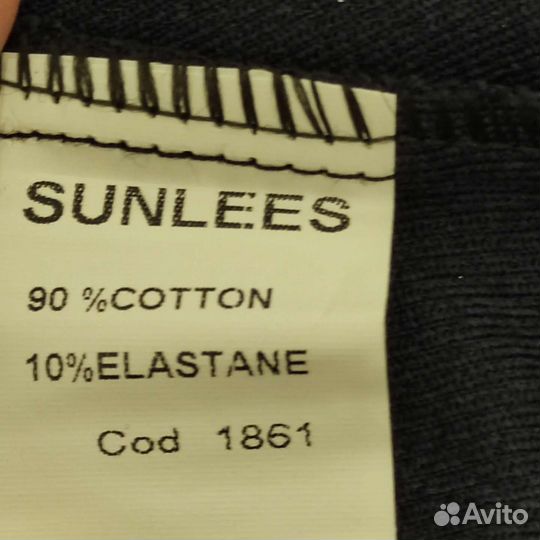 SUNLEES
90 %COTTON
10%ELASTANE
Cod 1861
Avito